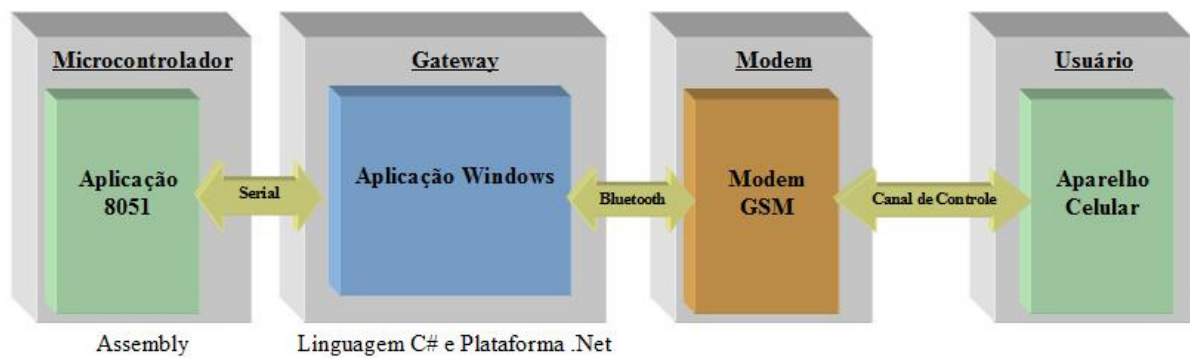 Microcontrolador
Gateway
Modem
Usuário
Aplicação
8051
Serial
Aplicação Windows
Bluetooth
Modem
GSM
Canal de Controle
Aparelho
Celular
Assembly
Linguagem C# e Plataforma .Net